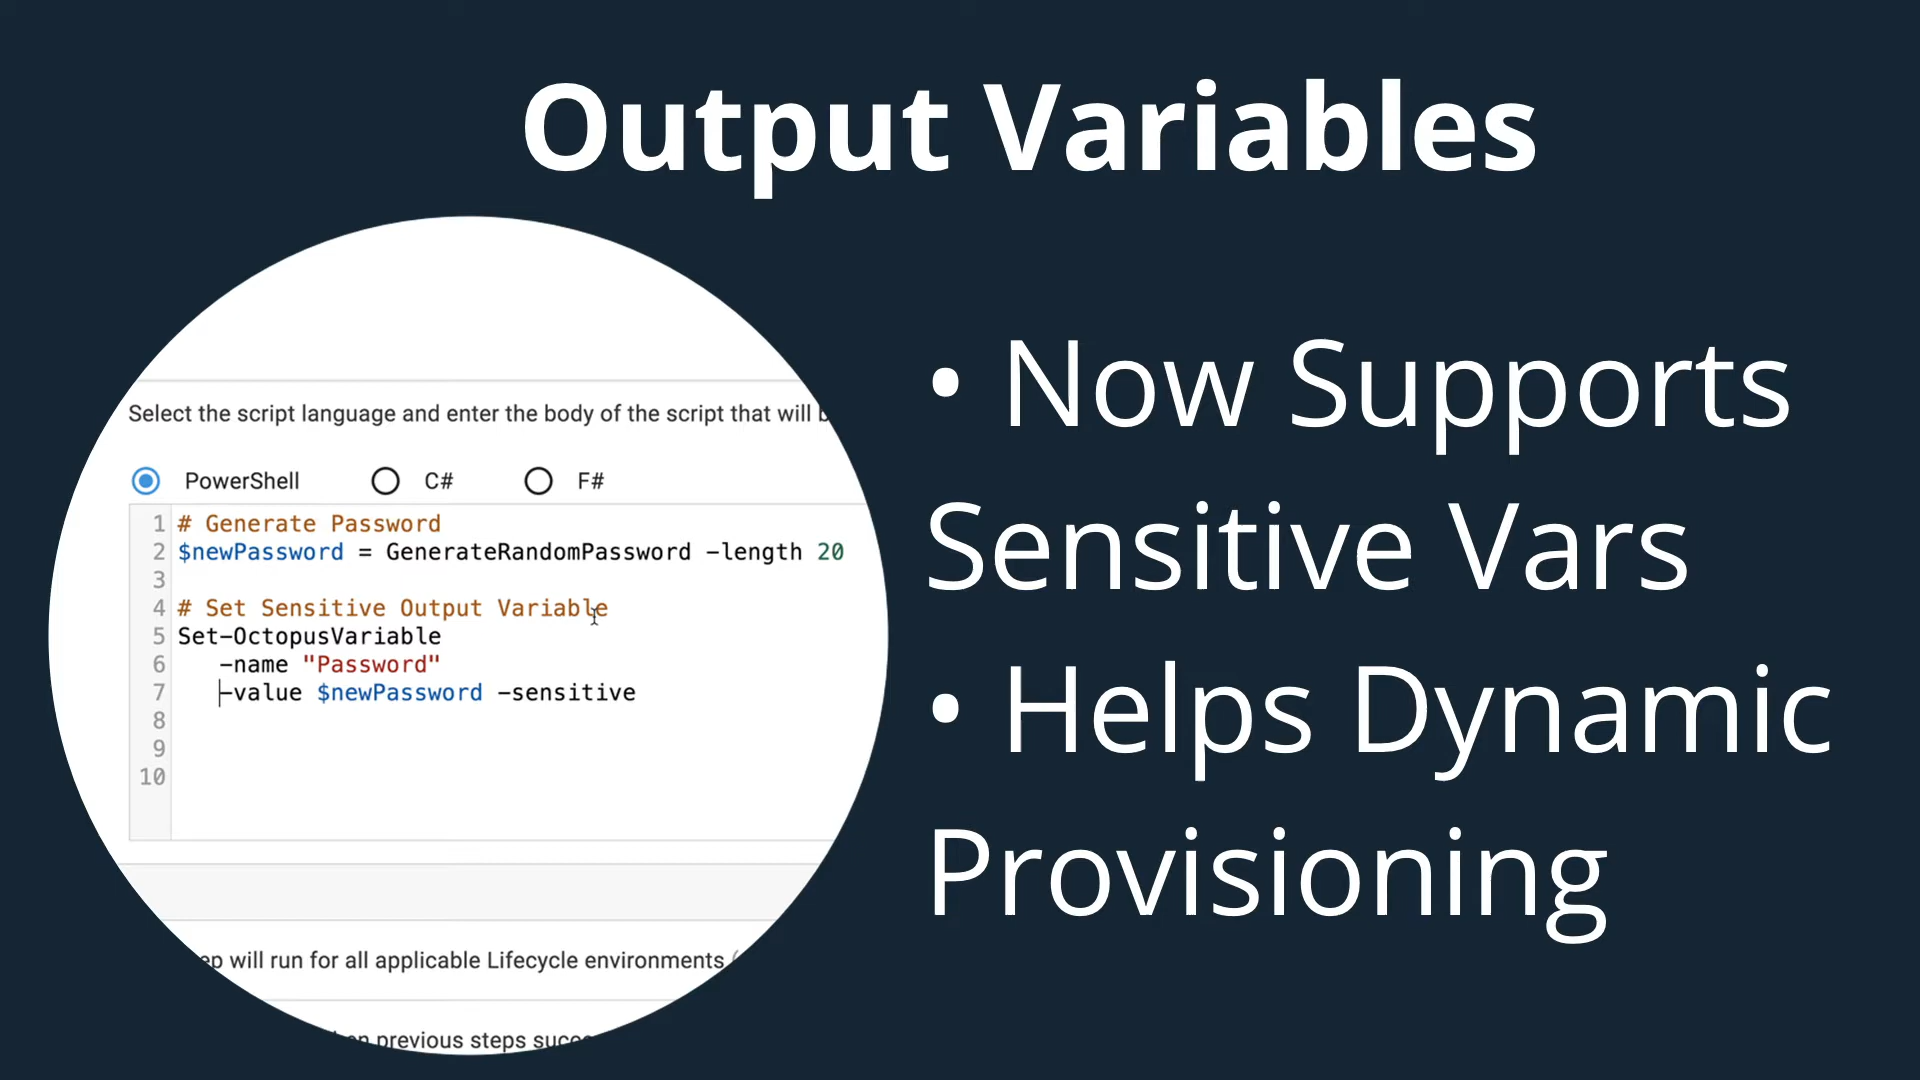 Output Variables
Select the script language and enter the body of the script that will
PowerShell C# F#
1 # Generate Password
2 $newPassword = GenerateRandomPassword -length 20
3
4 # Set Sensitive Output Variable
5 Set-OctopusVariable
6 -name "Password"
7 -value $newPassword -sensitive
8
9
10
will run for all applicable Lifecycle environments
previous steps
• Now Supports
Sensitive Vars
• Helps Dynamic
Provisioning